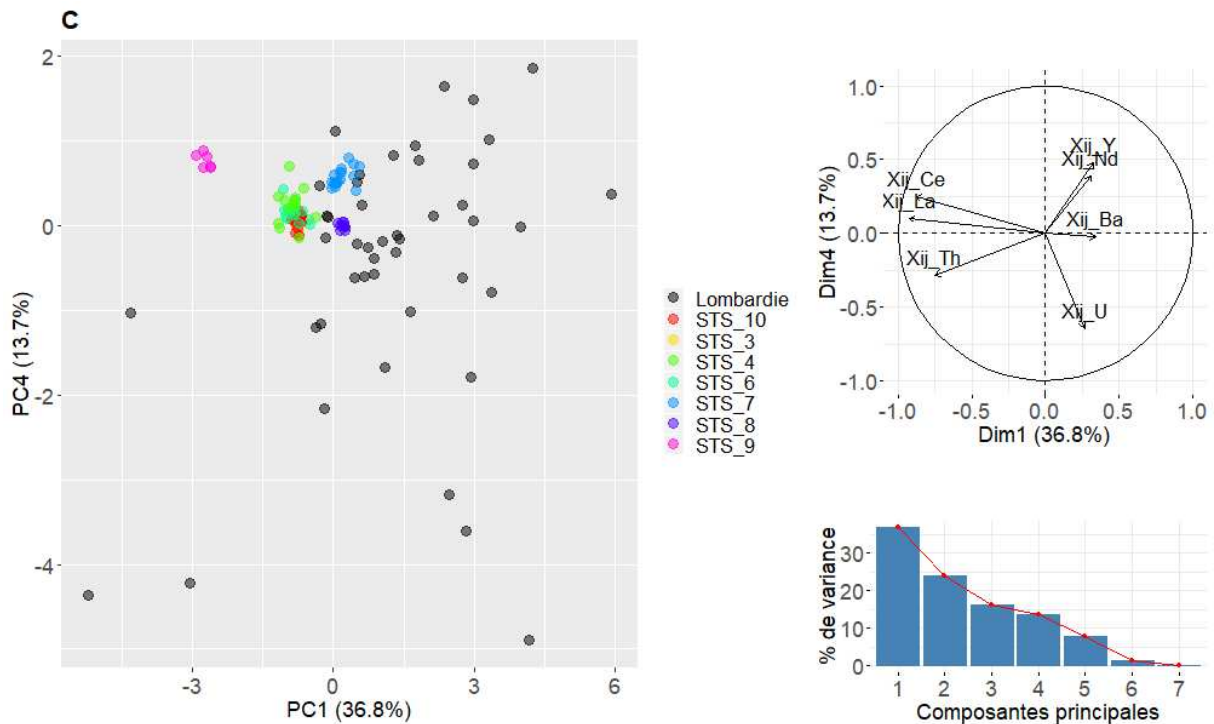 C
2
0
-2
-4
PC4 (13.7%)
-3
0
3
6
PC1 (36.8%)
Lombardie
STS_10
STS_3
STS_4
STS_6
STS_7
STS_8
STS_9
1.0
0.5
0.0
-0.5
-1.0
Dim4 (13.7%)
Xij_Y
Xij_Nd
Xij_Ce
Xij_La
Xij_Ba
Xij_Th
Xij_U
-1.0
-0.5
0.0
0.5
1.0
Dim1 (36.8%)
% de variance
30
20
10
0
1
2
3
4
5
6
7
Composantes principales